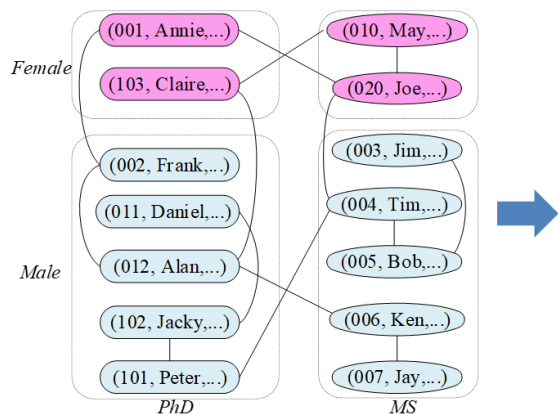 (001, Annie,...) (010, May,...)
Female
(103, Claire,...) (020, Joe,...)
(002, Frank,...) (003, Jim,...)
(011, Daniel,...) (004, Tim,...)
Male (012, Alan,...) (005, Bob,...)
(102, Jacky,...) (006, Ken,...)
(101, Peter,...) (007, Jay,...)
PhD MS